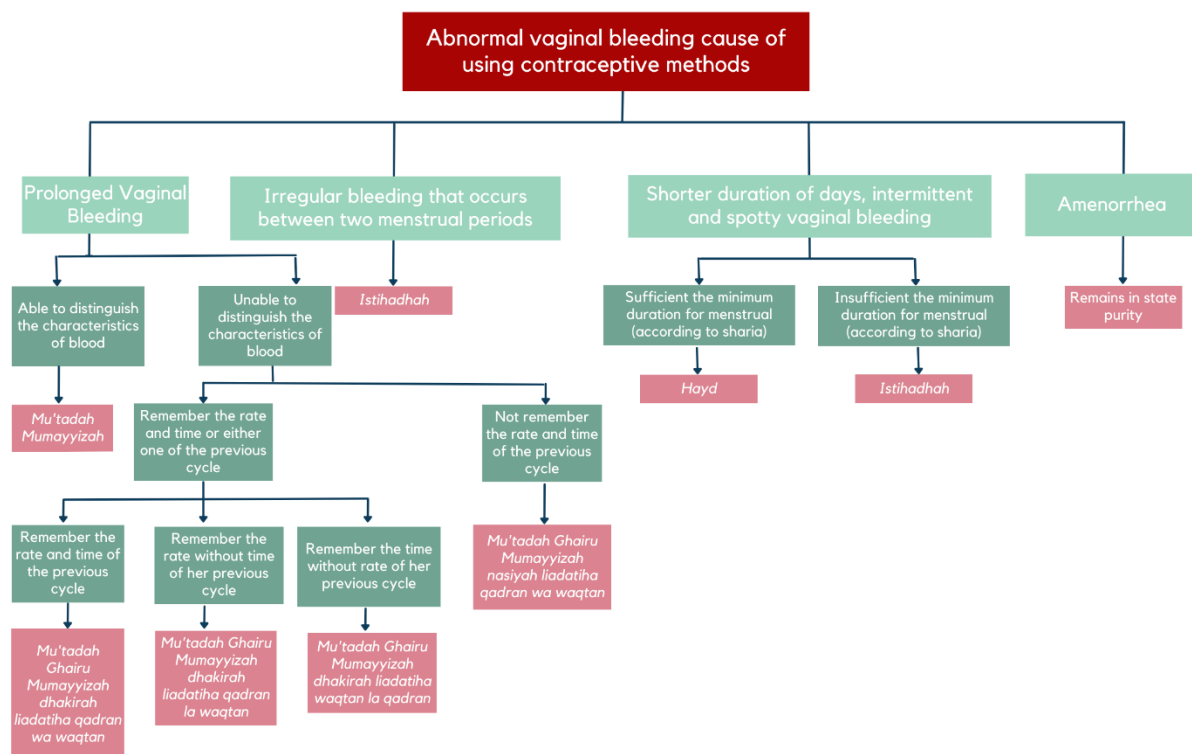 Abnormal vaginal bleeding cause of
using contraceptive methods
Prolonged Vaginal
Bleeding
Irregular bleeding that occurs
between two menstrual periods
Shorter duration of days, intermittent
and spotty vaginal bleeding
Amenorrhea
Able to distinguish
the characteristics
of blood
Unable to
distinguish the
characteristics of
blood
Istihadhah
Sufficient the minimum
duration for menstrual
(according to sharia)
Insufficient the minimum
duration for menstrual
(according to sharia)
Remains in state
purity
Mu'tadah
Mumayyizah
Remember the rate
and time or either
one of the previous
cycle
Not remember
the rate and time
of the previous
cycle
Hayd
Istihadhah
Remember the
rate and time of
the previous
cycle
Remember the
rate without time
of her previous
cycle
Remember the time
without rate of her
previous cycle
Mu'tadah Ghairu
Mumayyizah
nasiyah liadatiha
qadran wa waqtan
Mu'tadah
Ghairu
Mumayyizah
dhakirah
liadatiha qadran
wa waqtan
Mu'tadah Ghairu
Mumayyizah
dhakirah
liadatiha qadran
la waqtan
Mu'tadah Ghairu
Mumayyizah
dhakirah liadatiha
waqtan la qadran